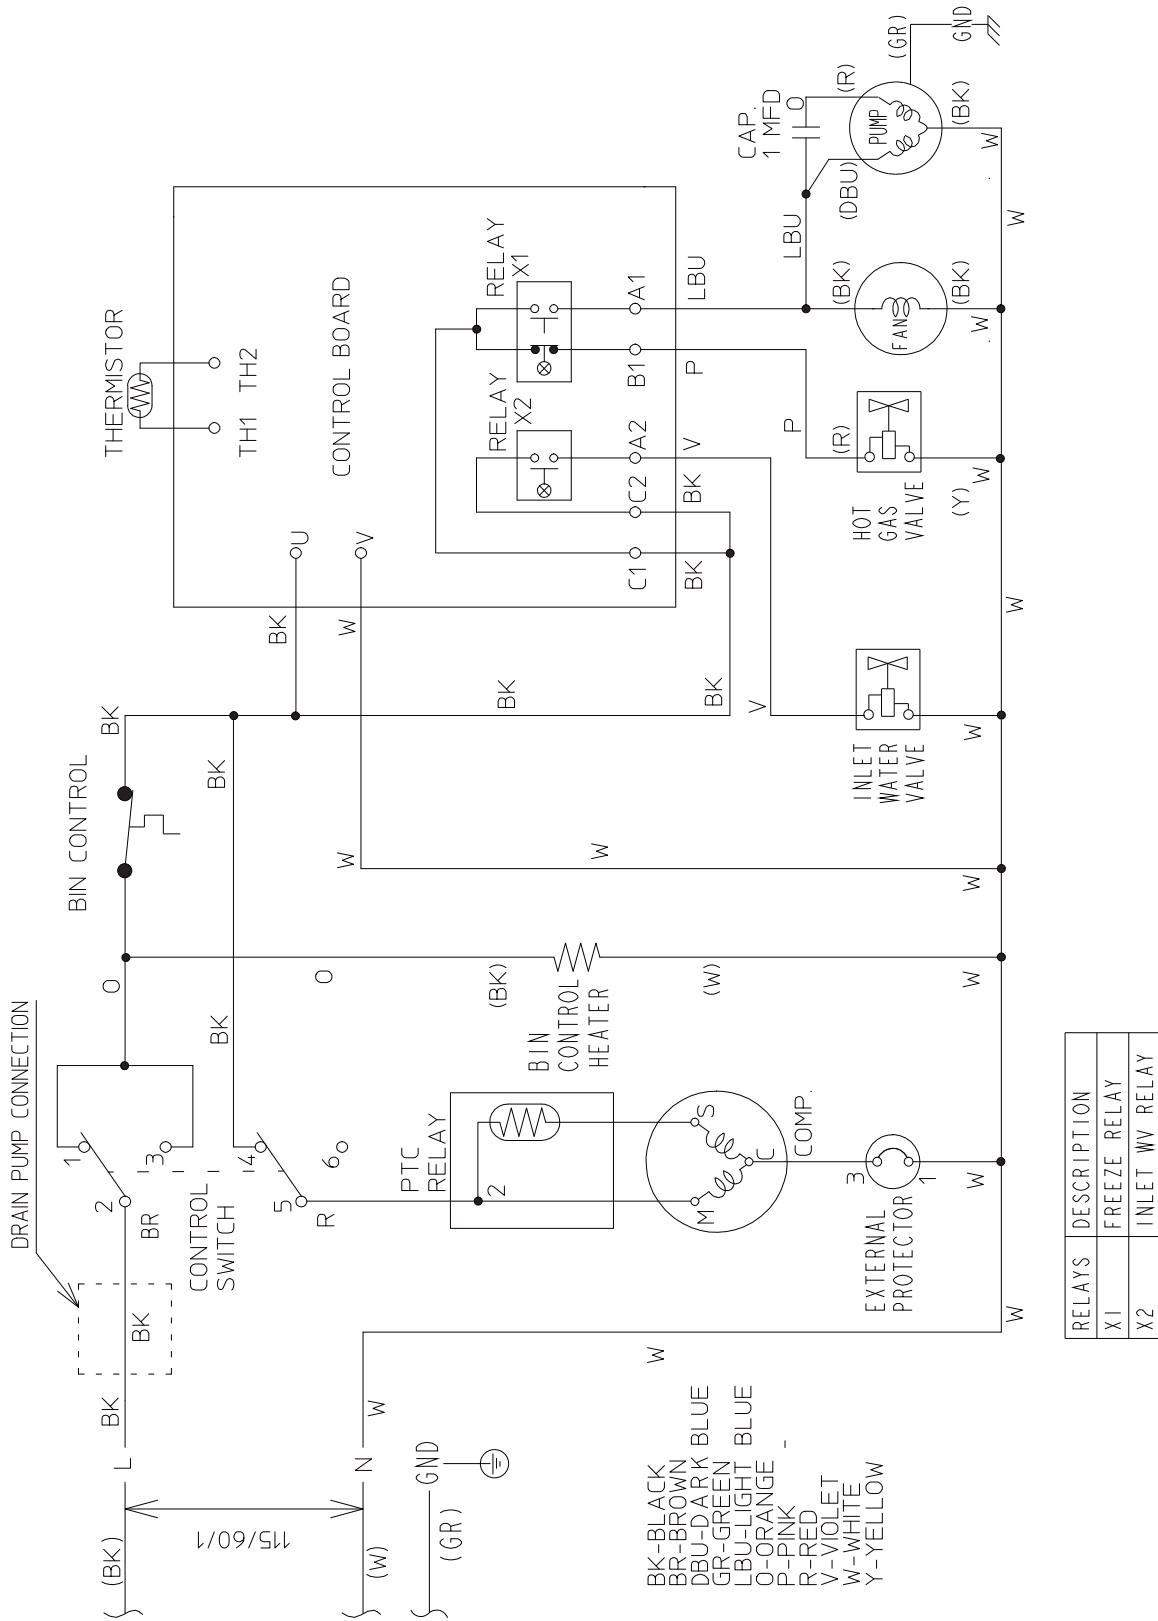 DRAIN PUMP CONNECTION
(BK)
L
BK
BK
2
BR
1
3
CONTROL
SWITCH
O
BIN CONTROL
BK
115/60/1
4
5
6
R
BK
BK
BK
U
BK
(W)
N
W
W
V
W
THERMISTOR
TH1
TH2
CONTROL BOARD
RELAY
X2
RELAY
X1
C1
C2
A2
B1
A1
BK
BK
V
P
LBU
(GR)
GND
PTC
RELAY
2
O
BIN
CONTROL
HEATER
(BK)
(W)
W
BK
BK
V
P
LBU
CAP.
1 MFD
O
(R)
(DBU)
PUMP
(GR)
GND
(BK)
W
W
M
S
C
COMP.
EXTERNAL
PROTECTOR
3
1
W
W
W
W
W
INLET
WATER
VALVE
W
W
HOT
GAS
VALVE
(R)
(Y)
W
(BK)
FAN
(BK)
W
W
BK-BLACK
BR-BROWN
DBU-DARK BLUE
GR-GREEN
LBU-LIGHT BLUE
O-ORANGE
P-PINK
R-RED
V-VIOLET
W-WHITE
Y-YELLOW
RELAYS DESCRIPTION
X1 FREEZE RELAY
X2 INLET WV RELAY